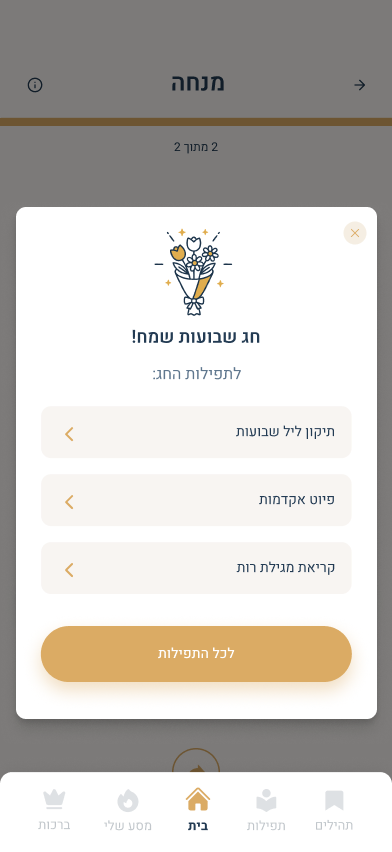 מנחה
2 מתוך 2
חג שבועות שמח!
לתפילות החג:
תיקון ליל שבועות
פיוט אקדמות
קריאת מגילת רות
לכל התפילות
תהילים
תפילות
בית
מסע שלי
ברכות